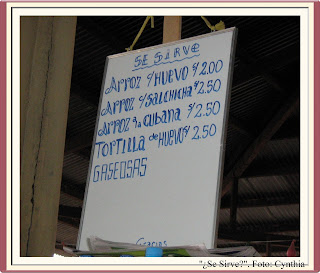 SE SIRVE
ARROZ c/HUEVO S/ 2.00
ARROZ c/SALCHICHA S/ 2.50
ARROZ a la CUBANA S/ 2.50
TORTILLA de HUEVO S/ 2.50
GASEOSAS
Gracias
"¿Se Sirve?". Foto: Cynthia